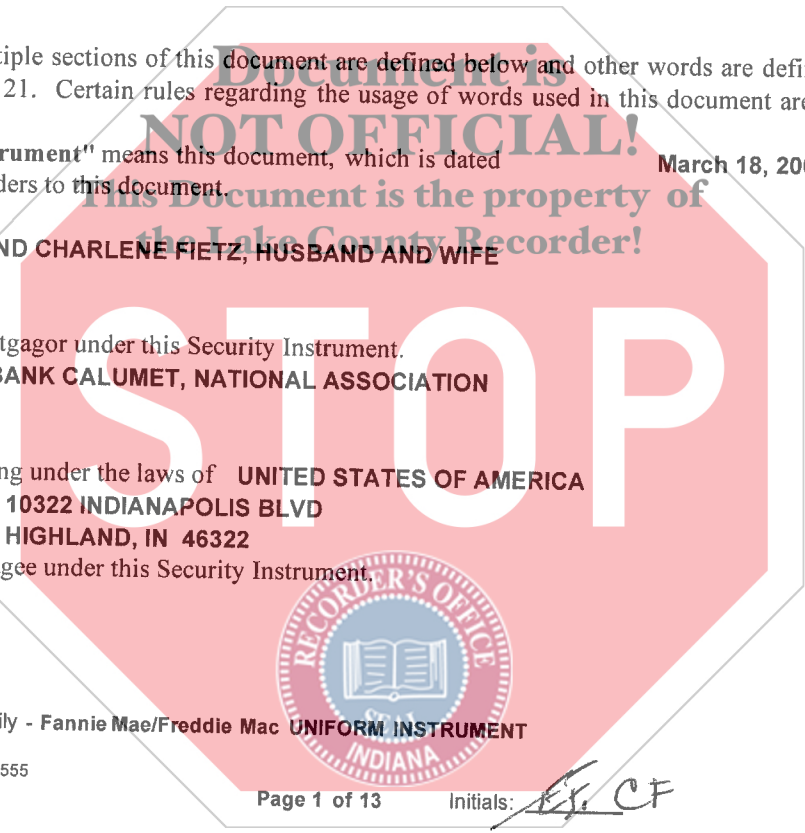 tiple sections of this document are defined below and other words are defi
21. Certain rules regarding the usage of words used in this document are
Document is
NOT OFFICIAL!
This Document is the property of
the Lake County Recorder!
rument" means this document, which is dated March 18, 200
ders to this document.
ND CHARLENE FIETZ, HUSBAND AND WIFE
tgagor under this Security Instrument.
BANK CALUMET, NATIONAL ASSOCIATION
STOP
ng under the laws of UNITED STATES OF AMERICA
10322 INDIANAPOLIS BLVD
HIGHLAND, IN 46322
gee under this Security Instrument.
RECORDER'S OFFICE
SEAL
INDIANA
ily - Fannie Mae/Freddie Mac UNIFORM INSTRUMENT
555
Page 1 of 13 Initials: CF